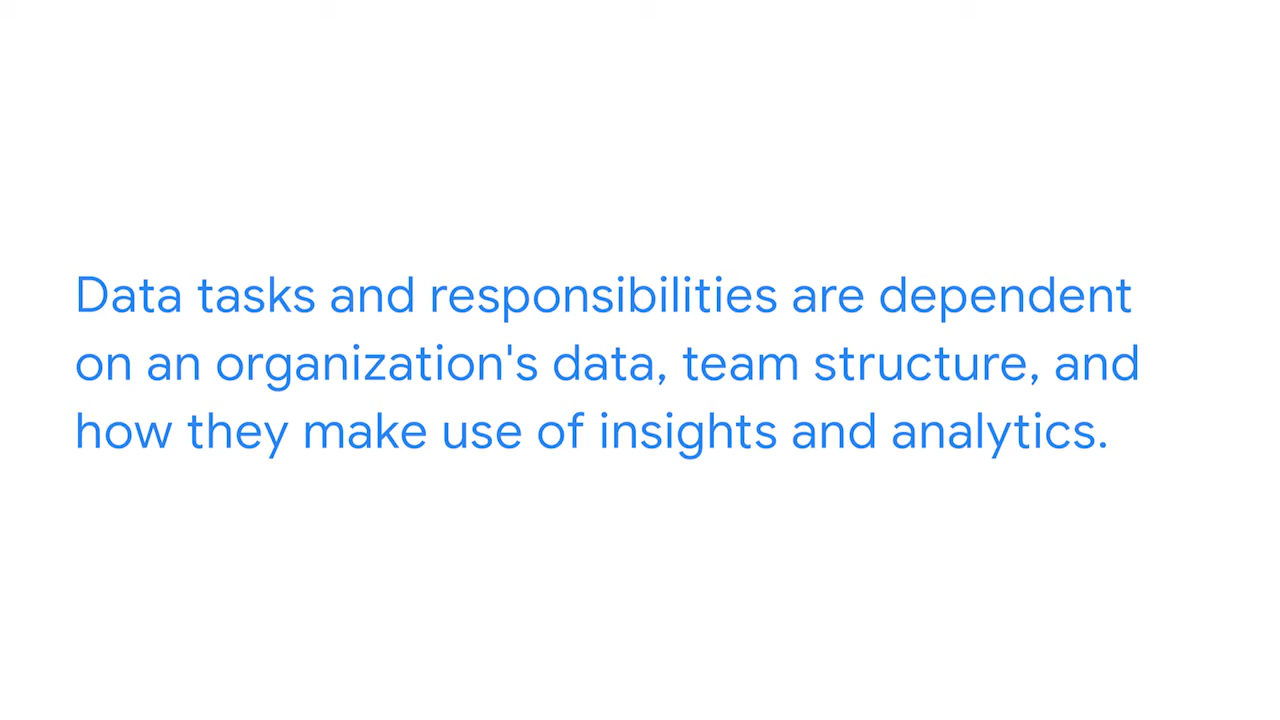 Data tasks and responsibilities are dependent
on an organization's data, team structure, and
how they make use of insights and analytics.